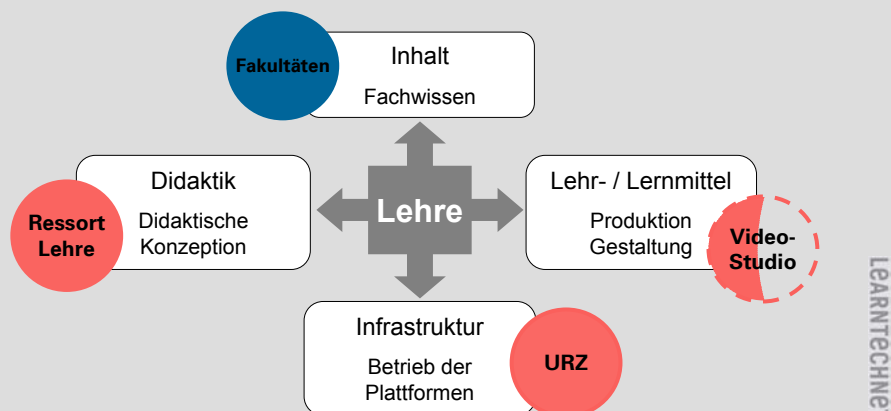 Fakultäten
Inhalt
Fachwissen
Didaktik
Didaktische
Konzeption
Ressort
Lehre
Lehre
Lehr- / Lernmittel
Produktion
Gestaltung
Video-
Studio
Infrastruktur
Betrieb der
Plattformen
URZ
LeARNTeCHNe